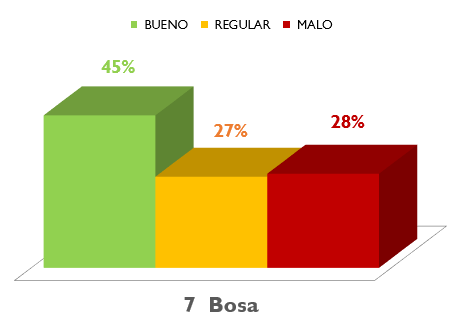 BUENO REGULAR MALO
45%
27%
28%
7 Bosa